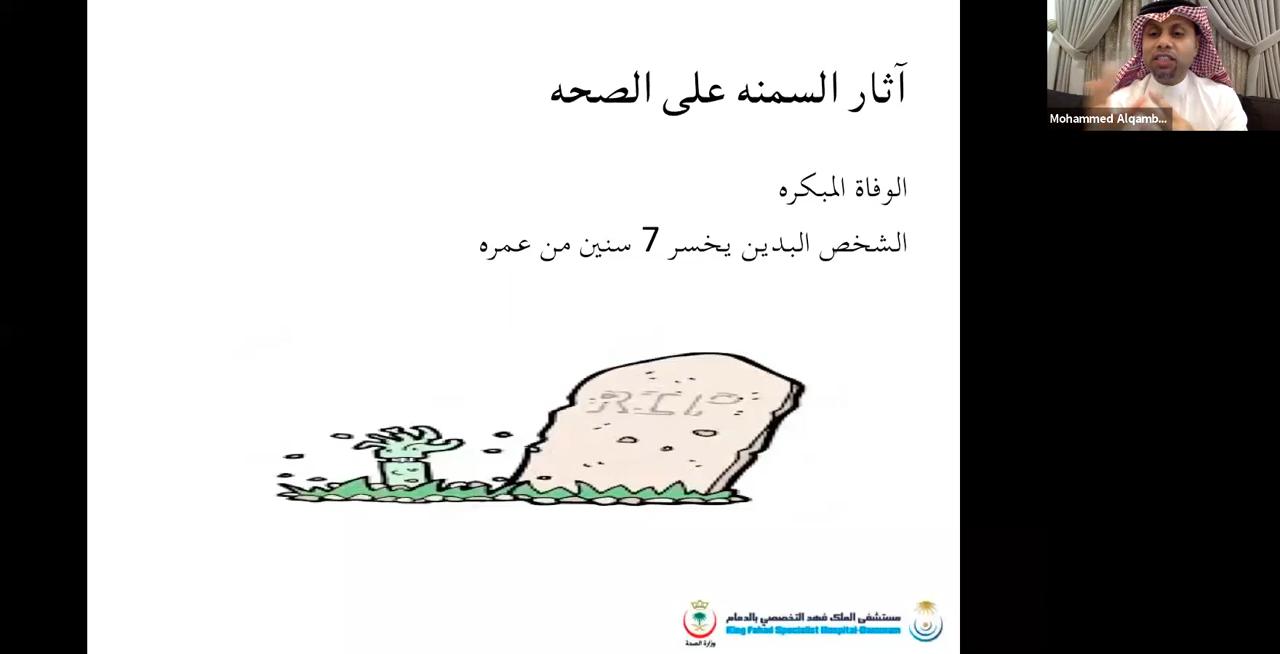 آثار السمنه على الصحه
الوفاة المبكره
الشخص البدين يخسر 7 سنين من عمره
RIP
مستشفى الملك فهد التخصصي بالدمام
King Fahad Specialist Hospital-Dammam
وزارة الصحة
Mohammed Alqamb...